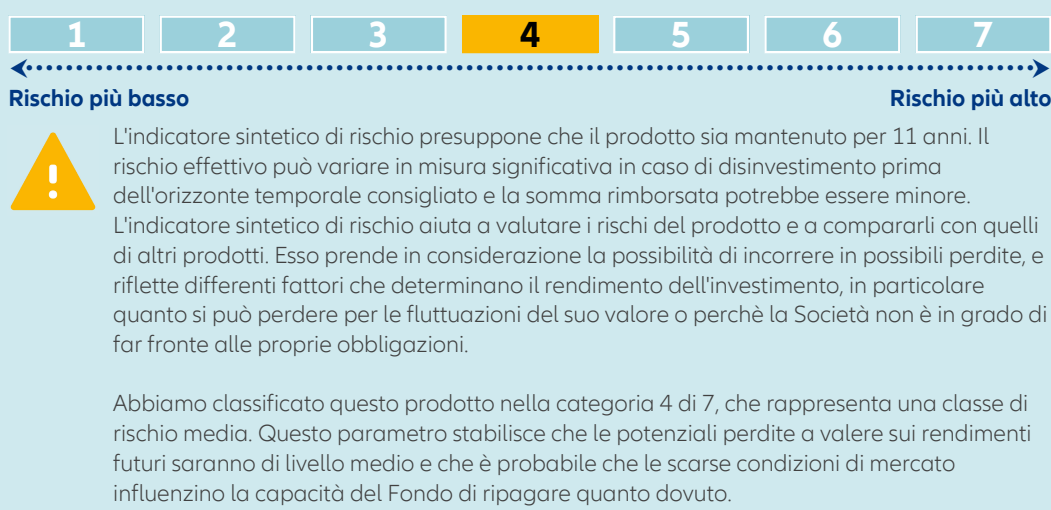 1 2 3 4 5 6 7
Rischio più basso Rischio più alto
L'indicatore sintetico di rischio presuppone che il prodotto sia mantenuto per 11 anni. Il
rischio effettivo può variare in misura significativa in caso di disinvestimento prima
dell'orizzonte temporale consigliato e la somma rimborsata potrebbe essere minore.
L'indicatore sintetico di rischio aiuta a valutare i rischi del prodotto e a compararli con quelli
di altri prodotti. Esso prende in considerazione la possibilità di incorrere in possibili perdite, e
riflette differenti fattori che determinano il rendimento dell'investimento, in particolare
quanto si può perdere per le fluttuazioni del suo valore o perchè la Società non è in grado di
far fronte alle proprie obbligazioni.
Abbiamo classificato questo prodotto nella categoria 4 di 7, che rappresenta una classe di
rischio media. Questo parametro stabilisce che le potenziali perdite a valere sui rendimenti
futuri saranno di livello medio e che è probabile che le scarse condizioni di mercato
influenzino la capacità del Fondo di ripagare quanto dovuto.